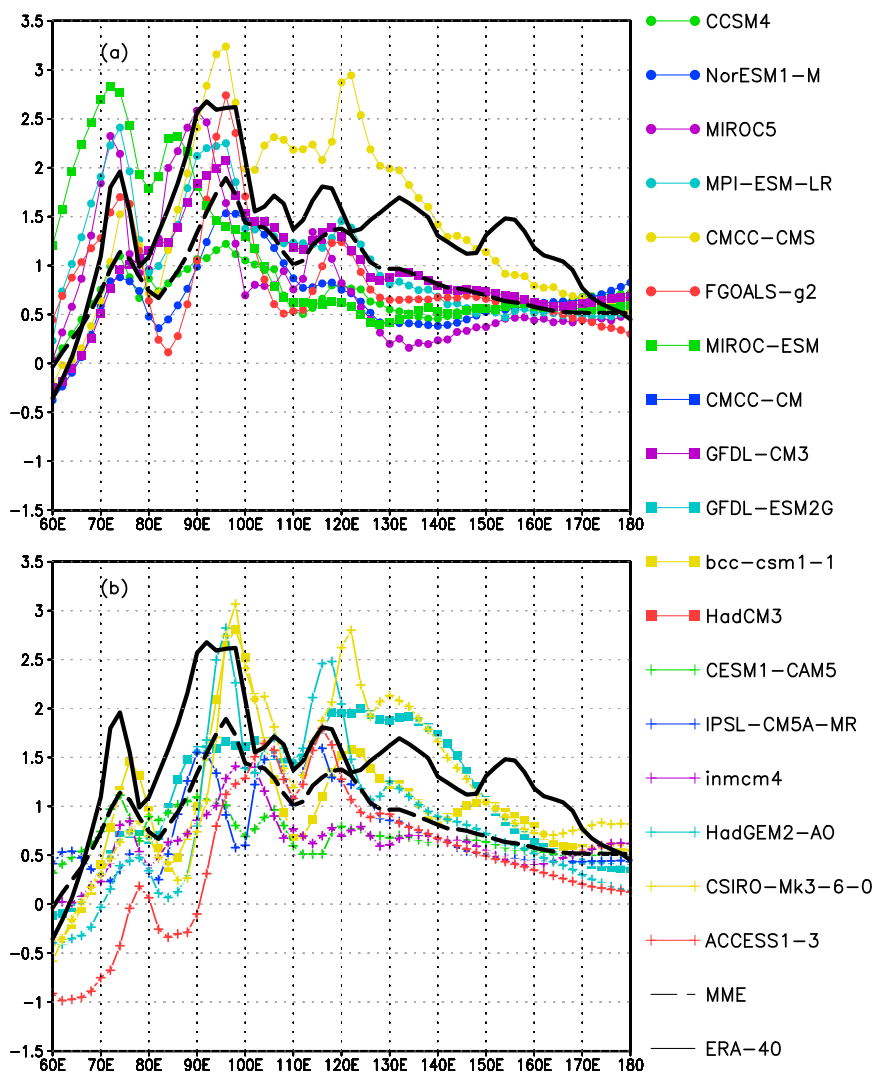 3.5
3
2.5
2
1.5
1
0.5
0
−0.5
−1
−1.5
(a)
60E 70E 80E 90E 100E 110E 120E 130E 140E 150E 160E 170E 180
3.5
3
2.5
2
1.5
1
0.5
0
−0.5
−1
−1.5
(b)
60E 70E 80E 90E 100E 110E 120E 130E 140E 150E 160E 170E 180
CCSM4
NorESM1−M
MIROC5
MPI−ESM−LR
CMCC−CMS
FGOALS−g2
MIROC−ESM
CMCC−CM
GFDL−CM3
GFDL−ESM2G
bcc−csm1−1
HadCM3
CESM1−CAM5
IPSL−CM5A−MR
inmcm4
HadGEM2−AO
CSIRO−Mk3−6−0
ACCESS1−3
MME
ERA−40